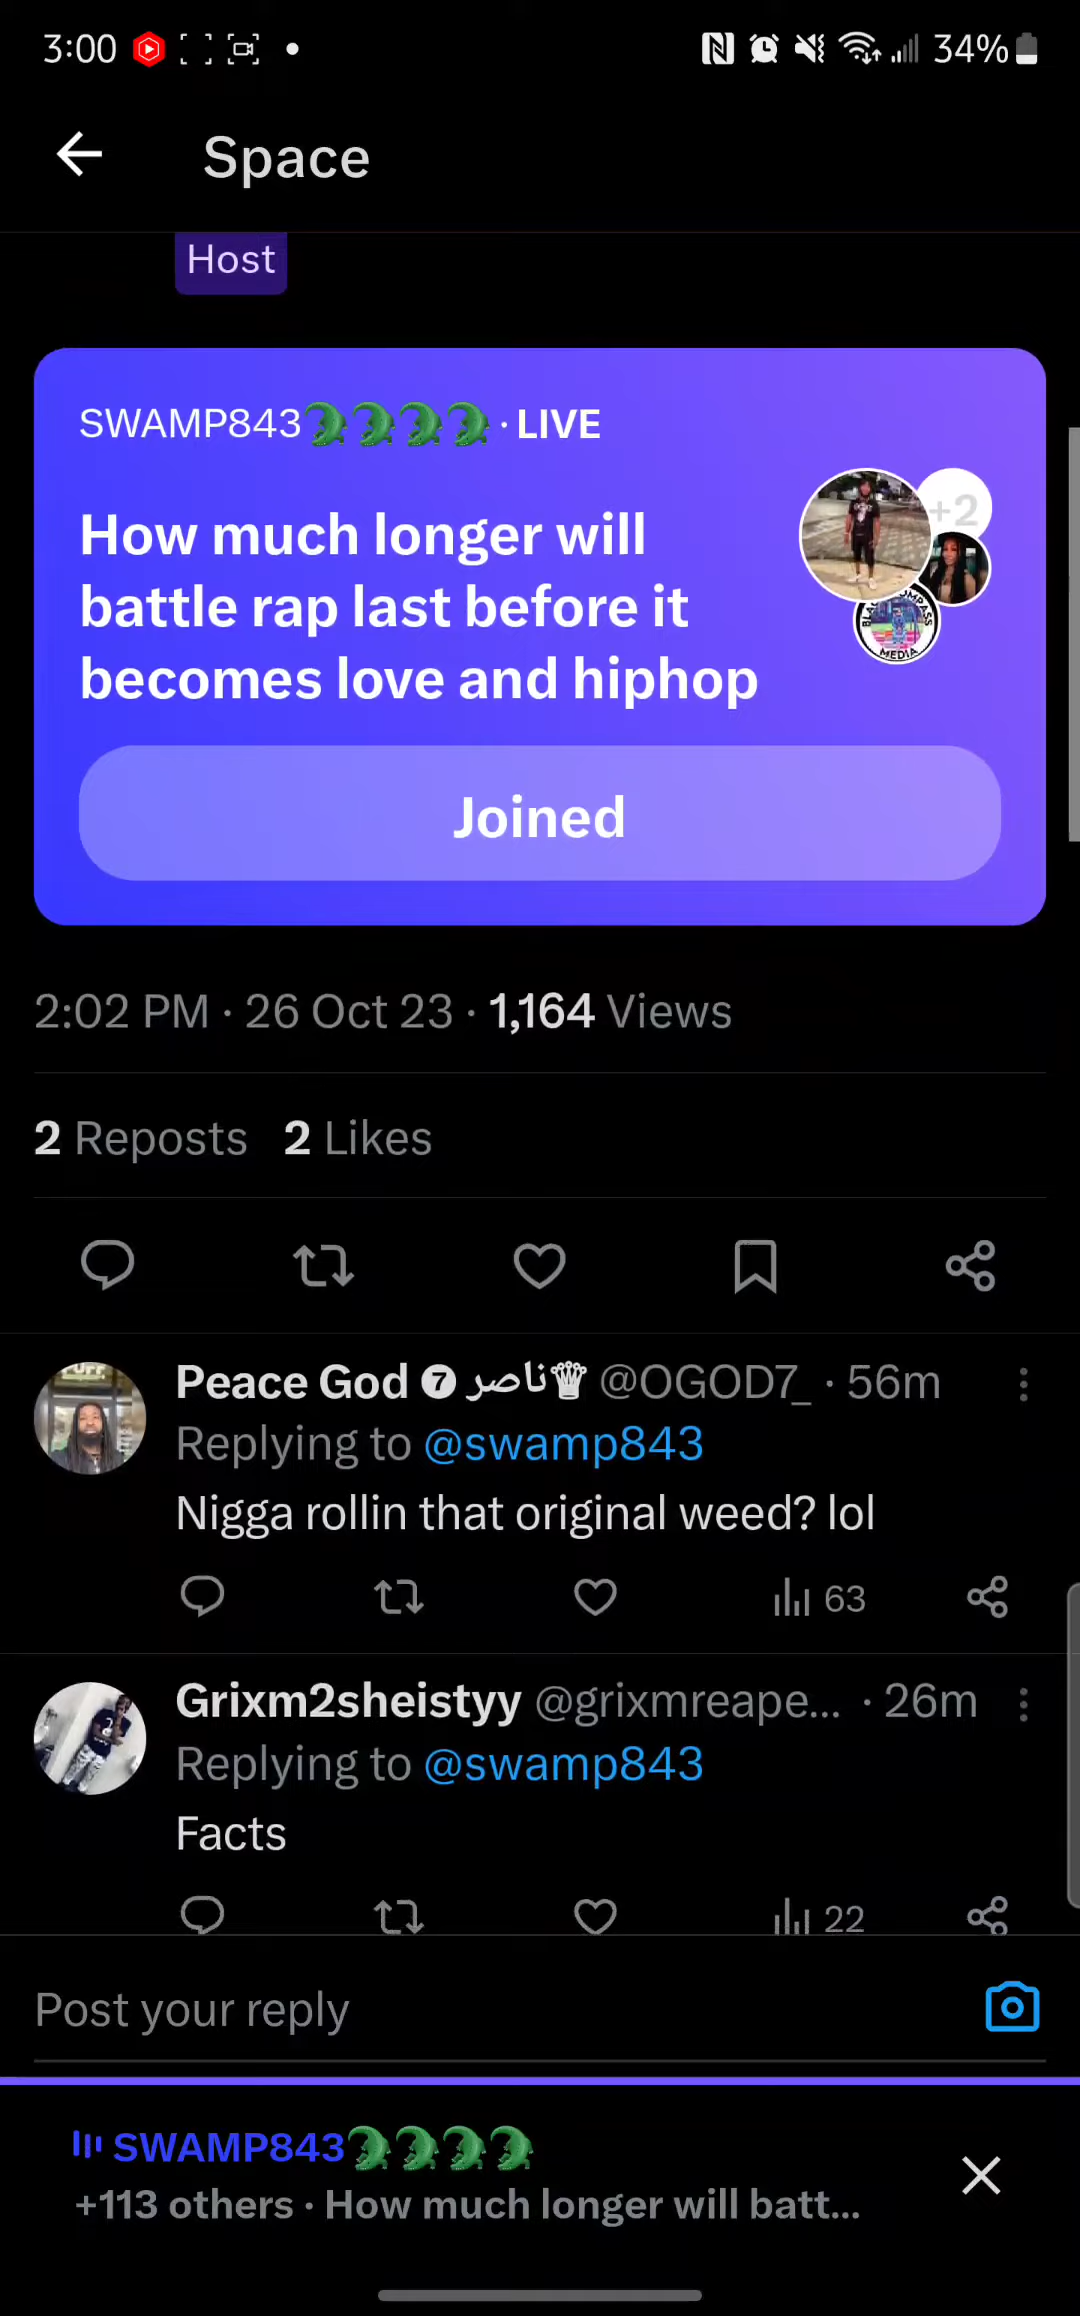 3:00
34%
Space
Host
SWAMP843🐊🐊🐊🐊 · LIVE
How much longer will
battle rap last before it
becomes love and hiphop
+2
MEDIA
Joined
2:02 PM · 26 Oct 23 · 1,164 Views
2 Reposts 2 Likes
Peace God ❼ ناصر♛ @OGOD7_ · 56m
Replying to @swamp843
Nigga rollin that original weed? lol
63
Grixm2sheistyy @grixmreape... · 26m
Replying to @swamp843
Facts
22
Post your reply
SWAMP843🐊🐊🐊🐊
+113 others · How much longer will batt...